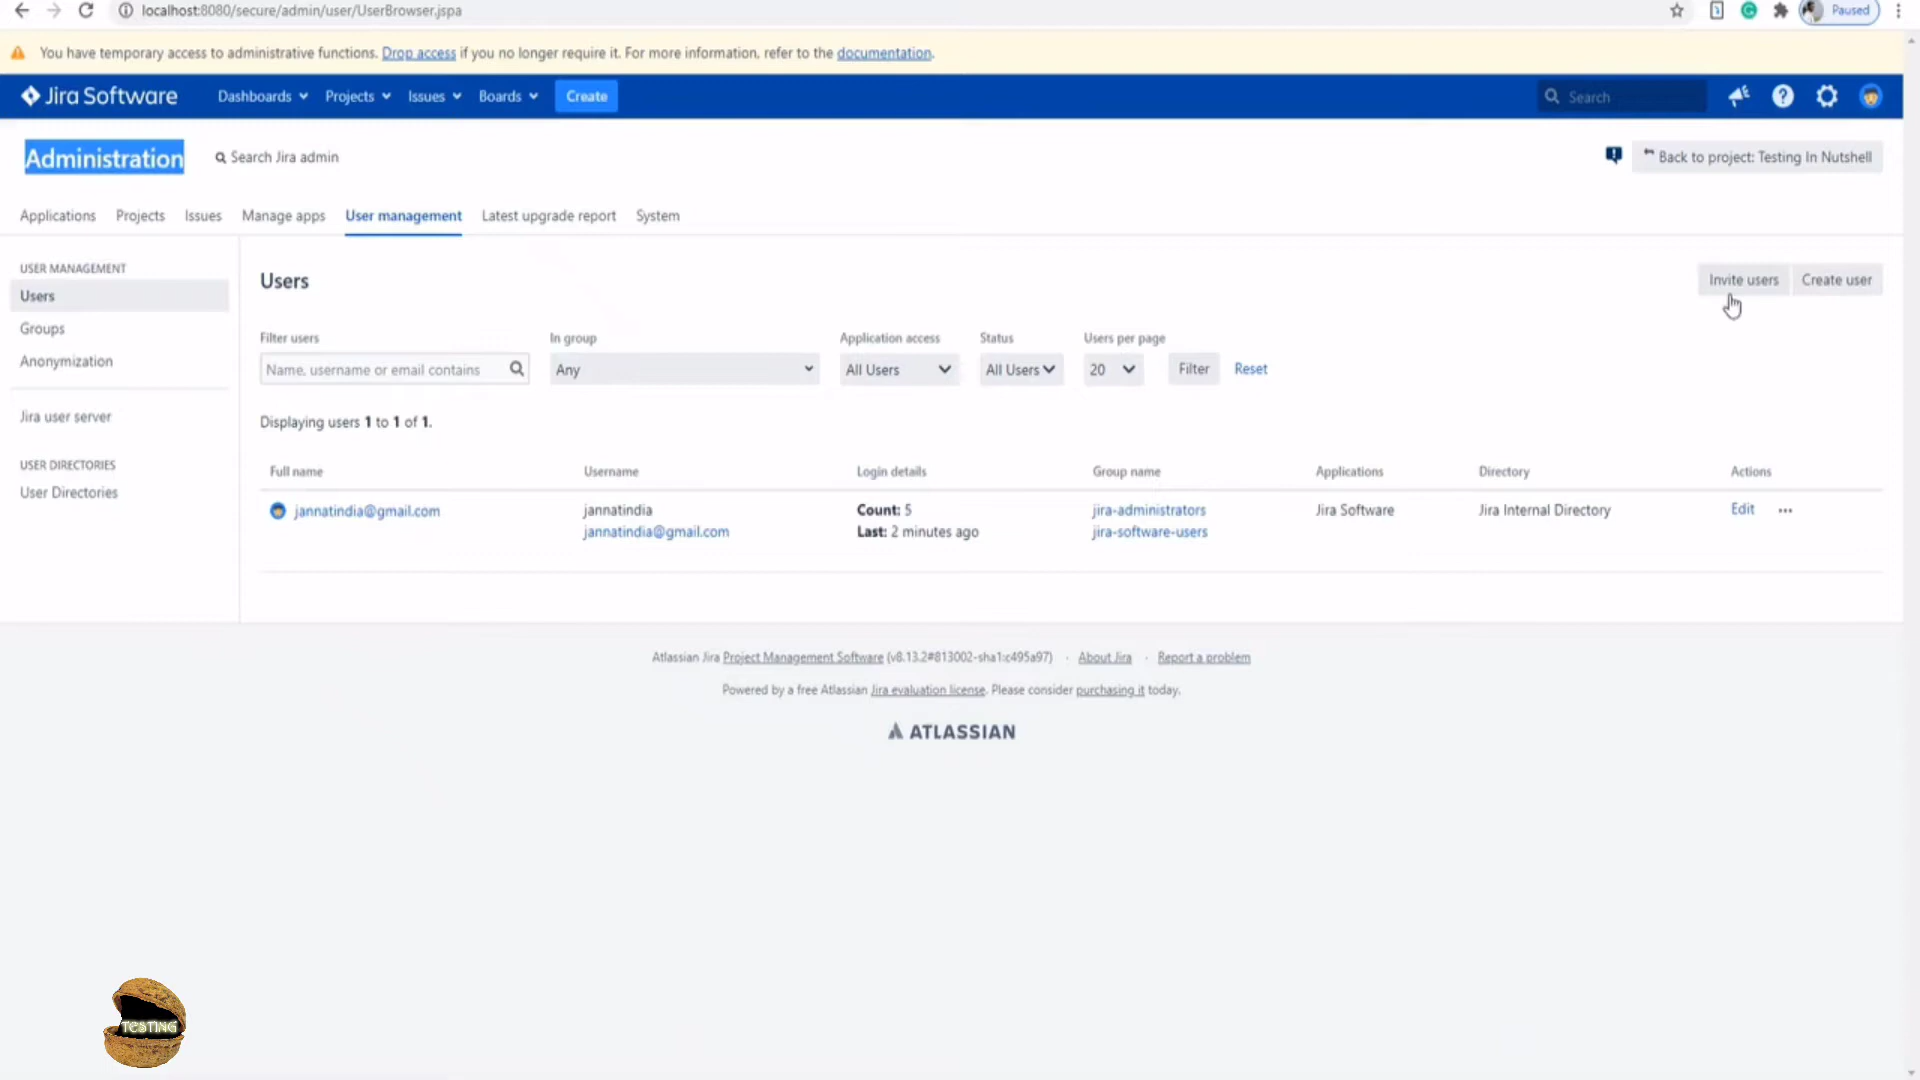 localhost:8080/secure/admin/user/UserBrowser.jspa
Paused
You have temporary access to administrative functions. Drop access if you no longer require it. For more information, refer to the documentation.
Jira Software
Dashboards
Projects
Issues
Boards
Create
Search
Administration
Search Jira admin
Back to project: Testing In Nutshell
Applications
Projects
Issues
Manage apps
User management
Latest upgrade report
System
USER MANAGEMENT
Users
Groups
Anonymization
Jira user server
USER DIRECTORIES
User Directories
Users
Invite users
Create user
Filter users
In group
Application access
Status
Users per page
Name, username or email contains
Any
All Users
All Users
20
Filter
Reset
Displaying users 1 to 1 of 1.
Full name
Username
Login details
Group name
Applications
Directory
Actions
jannatindia@gmail.com
jannatindia
jannatindia@gmail.com
Count: 5
Last: 2 minutes ago
jira-administrators
jira-software-users
Jira Software
Jira Internal Directory
Edit
Atlassian Jira Project Management Software (v8.13.2#813002-sha1:c495a97) · About Jira · Report a problem
Powered by a free Atlassian Jira evaluation license. Please consider purchasing it today.
ATLASSIAN
TESTING